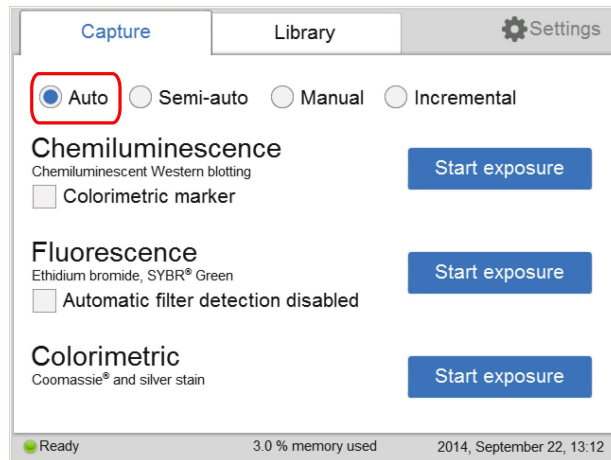 Capture Library Settings
Auto Semi-auto Manual Incremental
Chemiluminescence
Chemiluminescent Western blotting
Start exposure
Colorimetric marker
Fluorescence
Ethidium bromide, SYBR® Green
Start exposure
Automatic filter detection disabled
Colorimetric
Coomassie® and silver stain
Start exposure
Ready 3.0 % memory used 2014, September 22, 13:12